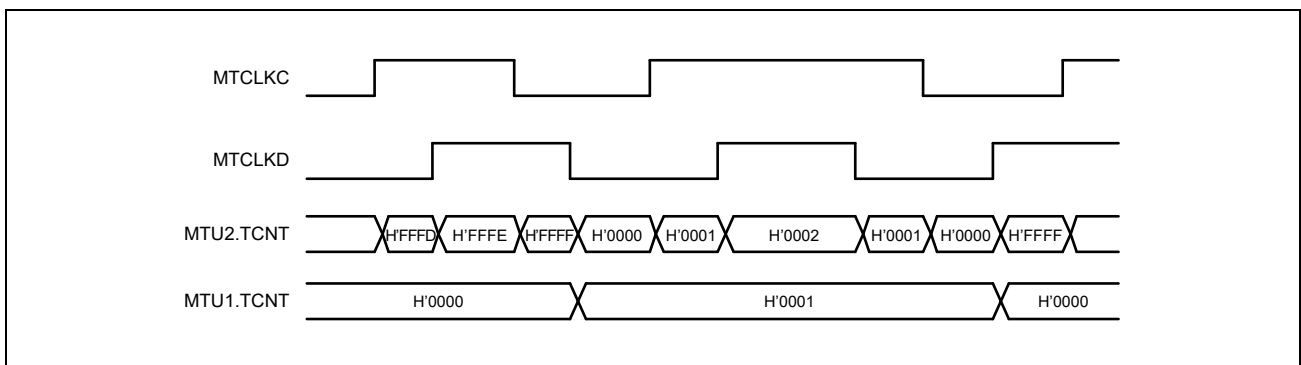 MTCLKC
MTCLKD
MTU2.TCNT H'FFFD H'FFFE H'FFFF H'0000 H'0001 H'0002 H'0001 H'0000 H'FFFF
MTU1.TCNT H'0000 H'0001 H'0000